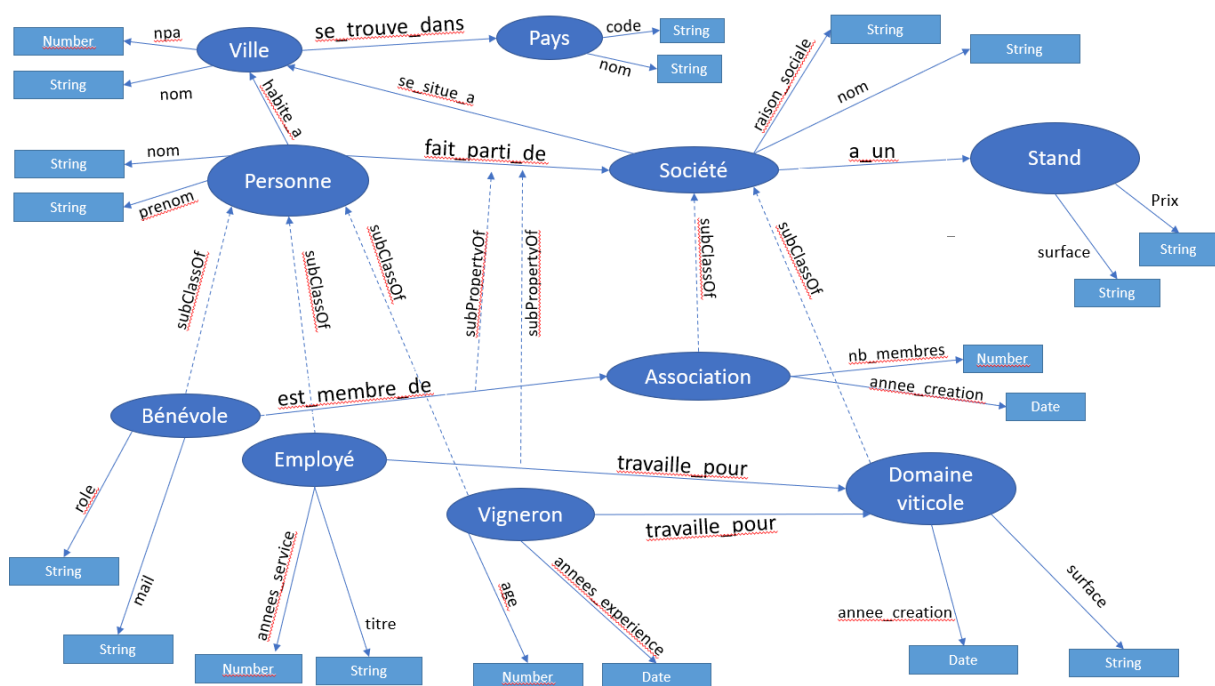 Number
npa
Ville
se_trouve_dans
Pays
code
String
String
nom
String
nom
String
raison_sociale
String
nom
String
habite_a
se_situe_a
String
nom
Personne
String
prenom
fait_parti_de
Société
a_un
Stand
Prix
String
surface
String
subClassOf
subClassOf
subClassOf
subPropertyOf
subPropertyOf
subClassOf
subClassOf
Bénévole
est_membre_de
Association
nb_membres
Number
annee_creation
Date
Employé
travaille_pour
Domaine
viticole
Vigneron
travaille_pour
role
String
mail
String
annees_service
Number
titre
String
age
Number
annees_experience
Date
annee_creation
Date
surface
String